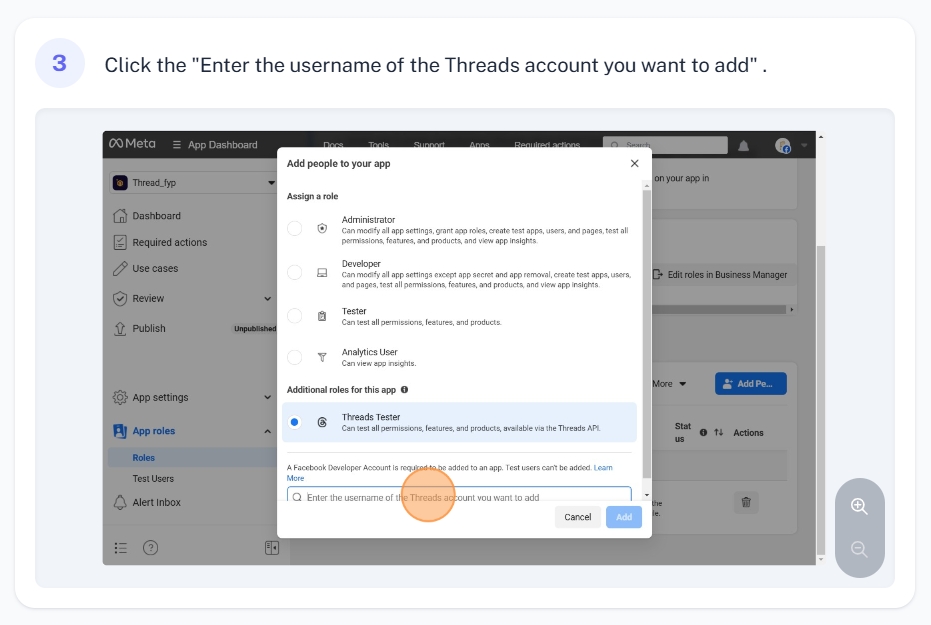 3
Click the "Enter the username of the Threads account you want to add" .
Meta
App Dashboard
Docs Tools Support Apps Required actions
Search
Thread_fyp
Dashboard
Required actions
Use cases
Review
Publish
Unpublished
App settings
App roles
Roles
Test Users
Alert Inbox
Add people to your app
Assign a role
Administrator
Can modify all app settings, grant app roles, create test apps, users, and pages, test all
permissions, features, and products, and view app insights.
Developer
Can modify all app settings except app secret and app removal, create test apps, users,
and pages, test all permissions, features, and products, and view app insights.
Tester
Can test all permissions, features, and products.
Analytics User
Can view app insights.
Additional roles for this app
Threads Tester
Can test all permissions, features, and products, available via the Threads API.
A Facebook Developer Account is required to be added to an app. Test users can't be added. Learn
More
Enter the username of the Threads account you want to add
Cancel
Add
on your app in
Edit roles in Business Manager
More
Add Pe...
Stat
us
Actions
the
le.